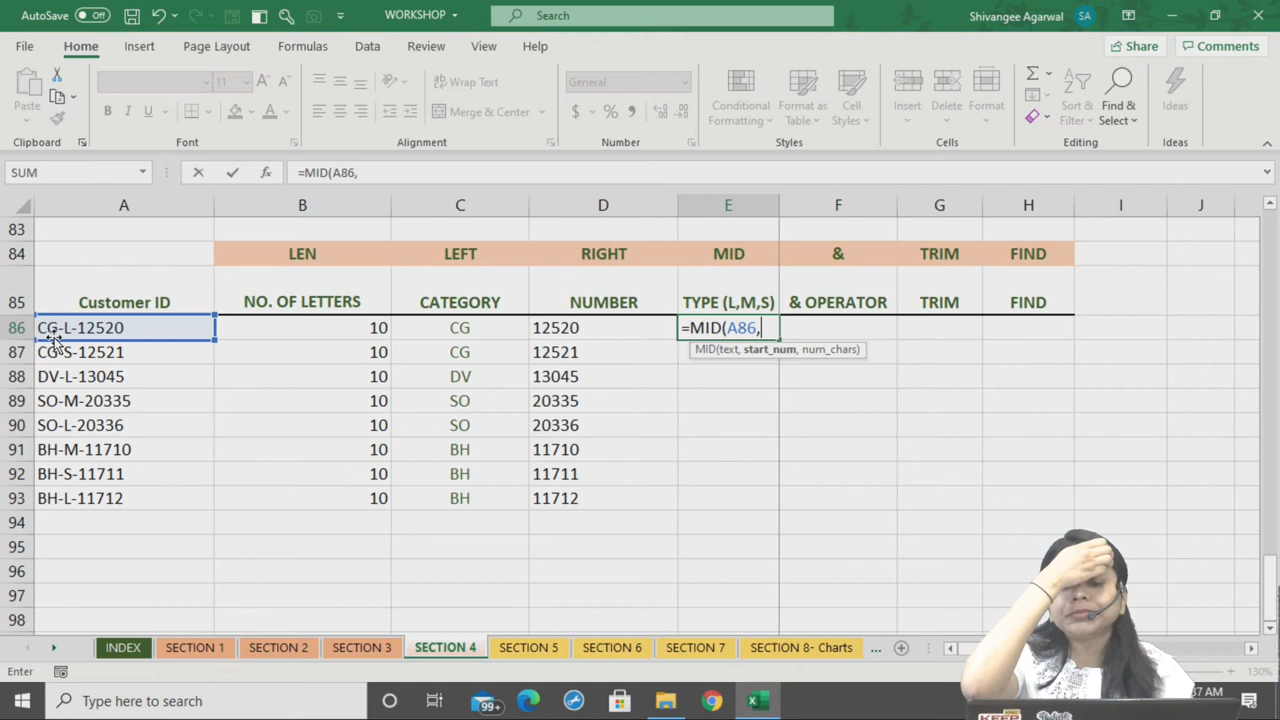 AutoSave Off WORKSHOP Search Shivangee Agarwal SA
File Home Insert Page Layout Formulas Data Review View Help Share Comments
Paste 11 Wrap Text General Conditional Formatting Format as Table Cell Styles Insert Delete Format Sort & Filter Find & Select Ideas
B I U Merge & Center $ %
Clipboard Font Alignment Number Styles Cells Editing Ideas
SUM fx =MID(A86,
A B C D E F G H I J
83
84 LEN LEFT RIGHT MID & TRIM FIND
85 Customer ID NO. OF LETTERS CATEGORY NUMBER TYPE (L,M,S) & OPERATOR TRIM FIND
86 CG-L-12520 10 CG 12520 =MID(A86,
MID(text, start_num, num_chars)
87 CG-S-12521 10 CG 12521
88 DV-L-13045 10 DV 13045
89 SO-M-20335 10 SO 20335
90 SO-L-20336 10 SO 20336
91 BH-M-11710 10 BH 11710
92 BH-S-11711 10 BH 11711
93 BH-L-11712 10 BH 11712
94
95
96
97
98
INDEX SECTION 1 SECTION 2 SECTION 3 SECTION 4 SECTION 5 SECTION 6 SECTION 7 SECTION 8- Charts ...
Enter 130%
Type here to search 99+ 37 AM
KEEP